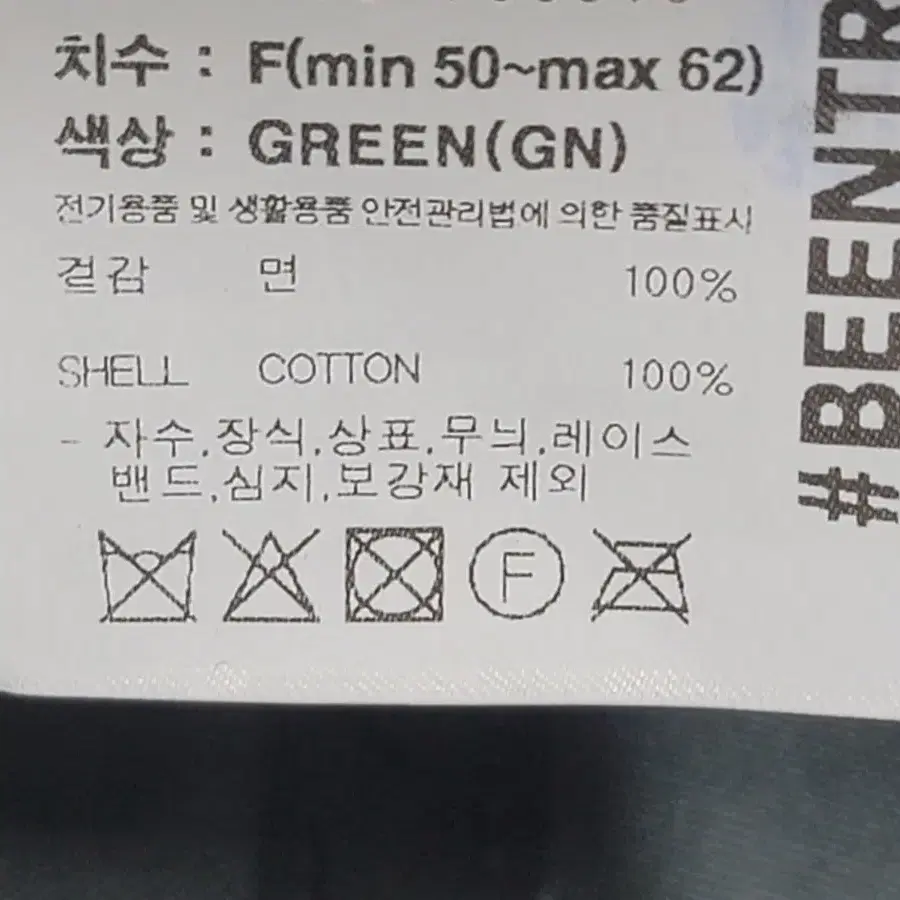 치수 : F(min 50~max 62)
색상 : GREEN(GN)
전기용품 및 생활용품 안전관리법에 의한 품질표시
겉감 면 100%
SHELL COTTON 100%
- 자수,장식,상표,무늬,레이스
밴드,심지,보강재 제외
F
#BEENTR